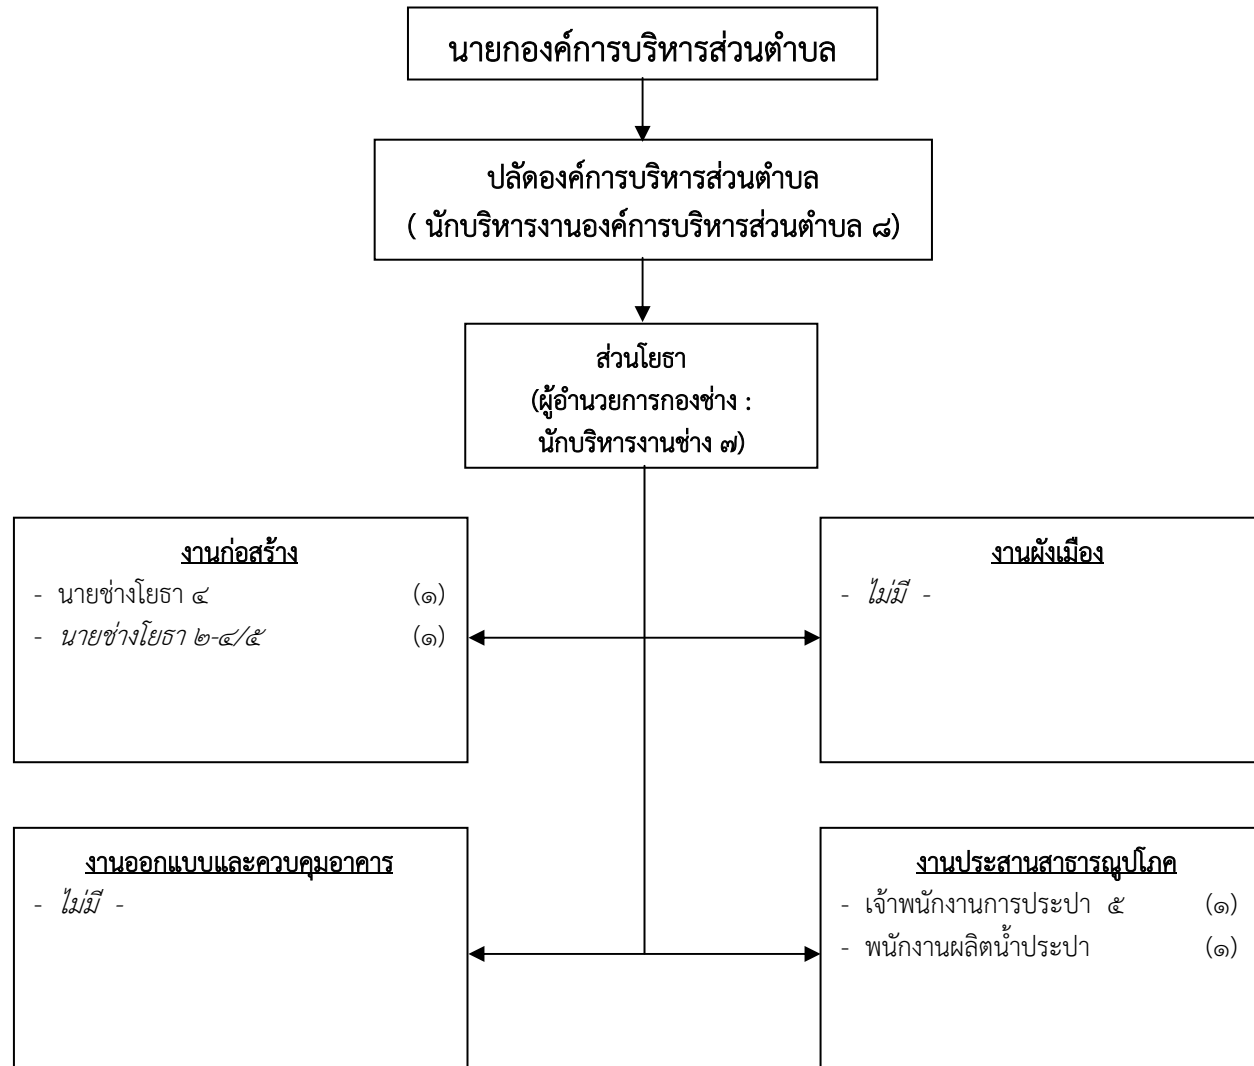 นายกองค์การบริหารส่วนตำบล
ปลัดองค์การบริหารส่วนตำบล
( นักบริหารงานองค์การบริหารส่วนตำบล ๘)
ส่วนโยธา
(ผู้อำนวยการกองช่าง :
นักบริหารงานช่าง ๗)
งานก่อสร้าง
- นายช่างโยธา ๔ (๑)
- นายช่างโยธา ๒-๔/๕ (๑)
งานผังเมือง
- ไม่มี -
งานออกแบบและควบคุมอาคาร
- ไม่มี -
งานประสานสาธารณูปโภค
- เจ้าพนักงานการประปา ๕ (๑)
- พนักงานผลิตน้ำประปา (๑)